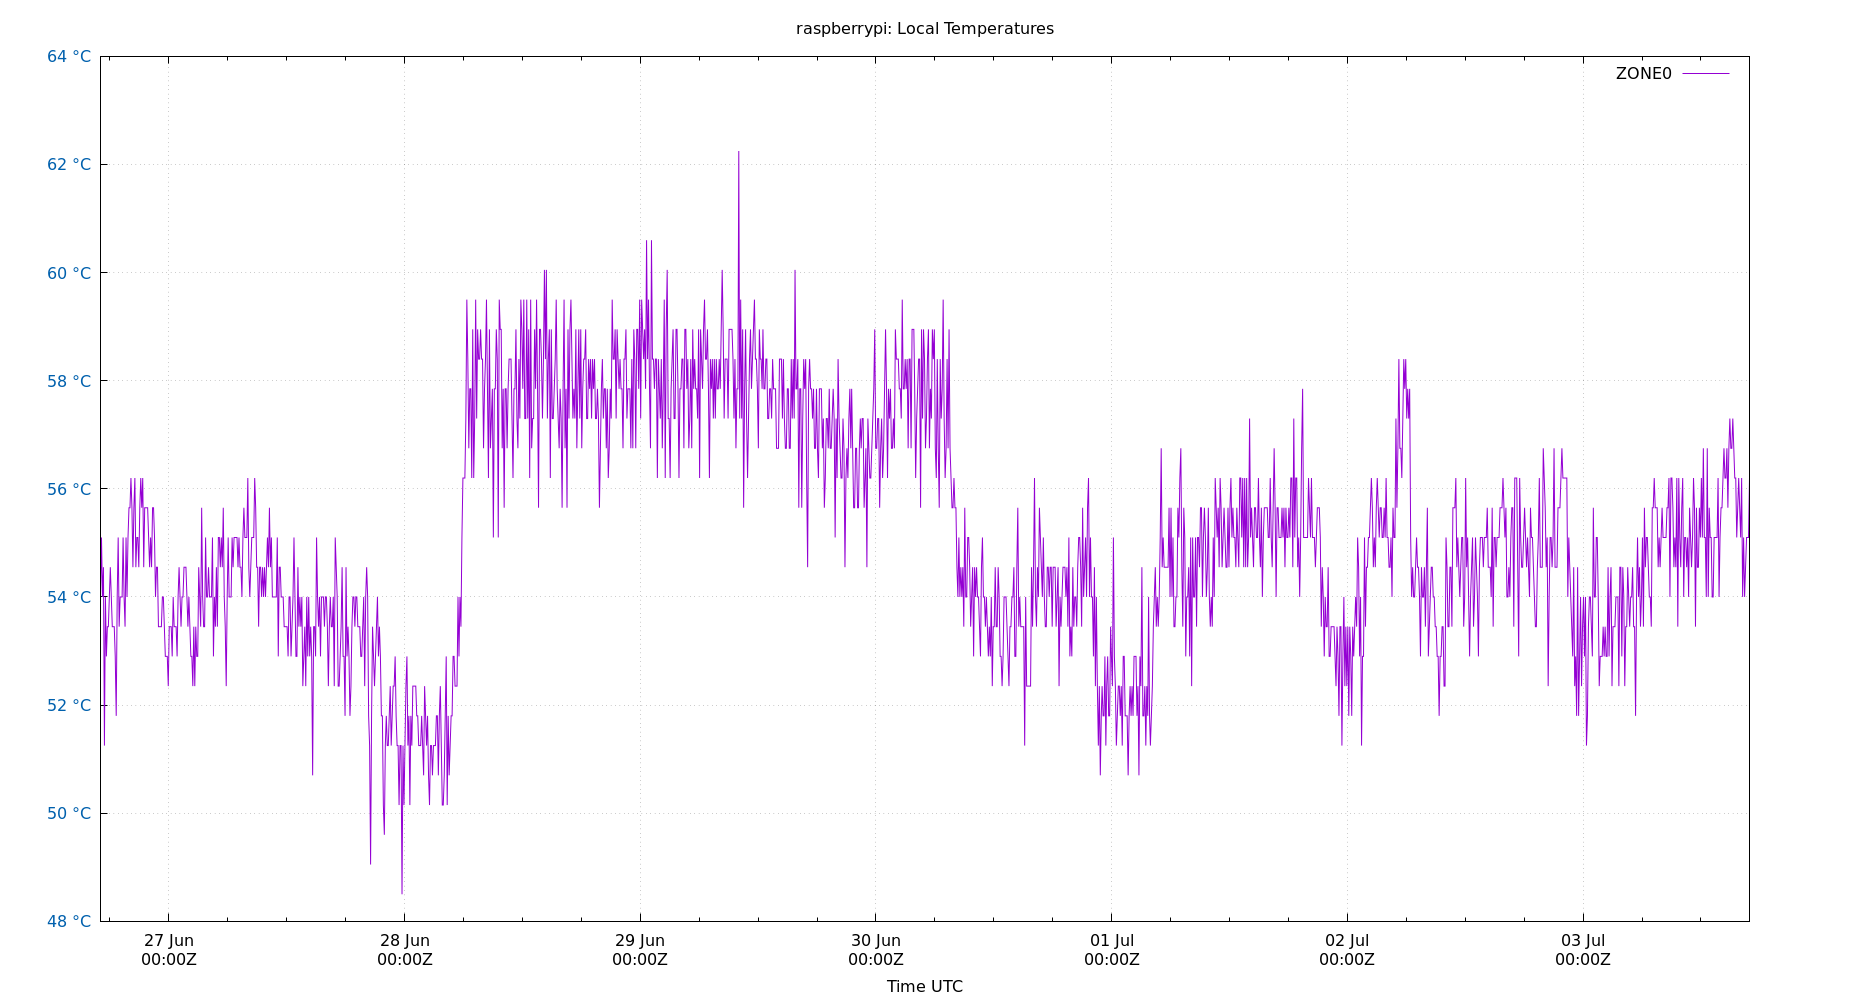 raspberrypi: Local Temperatures
ZONE0
64 °C
62 °C
60 °C
58 °C
56 °C
54 °C
52 °C
50 °C
48 °C
27 Jun 28 Jun 29 Jun 30 Jun 01 Jul 02 Jul 03 Jul
00:00Z 00:00Z 00:00Z 00:00Z 00:00Z 00:00Z 00:00Z
Time UTC